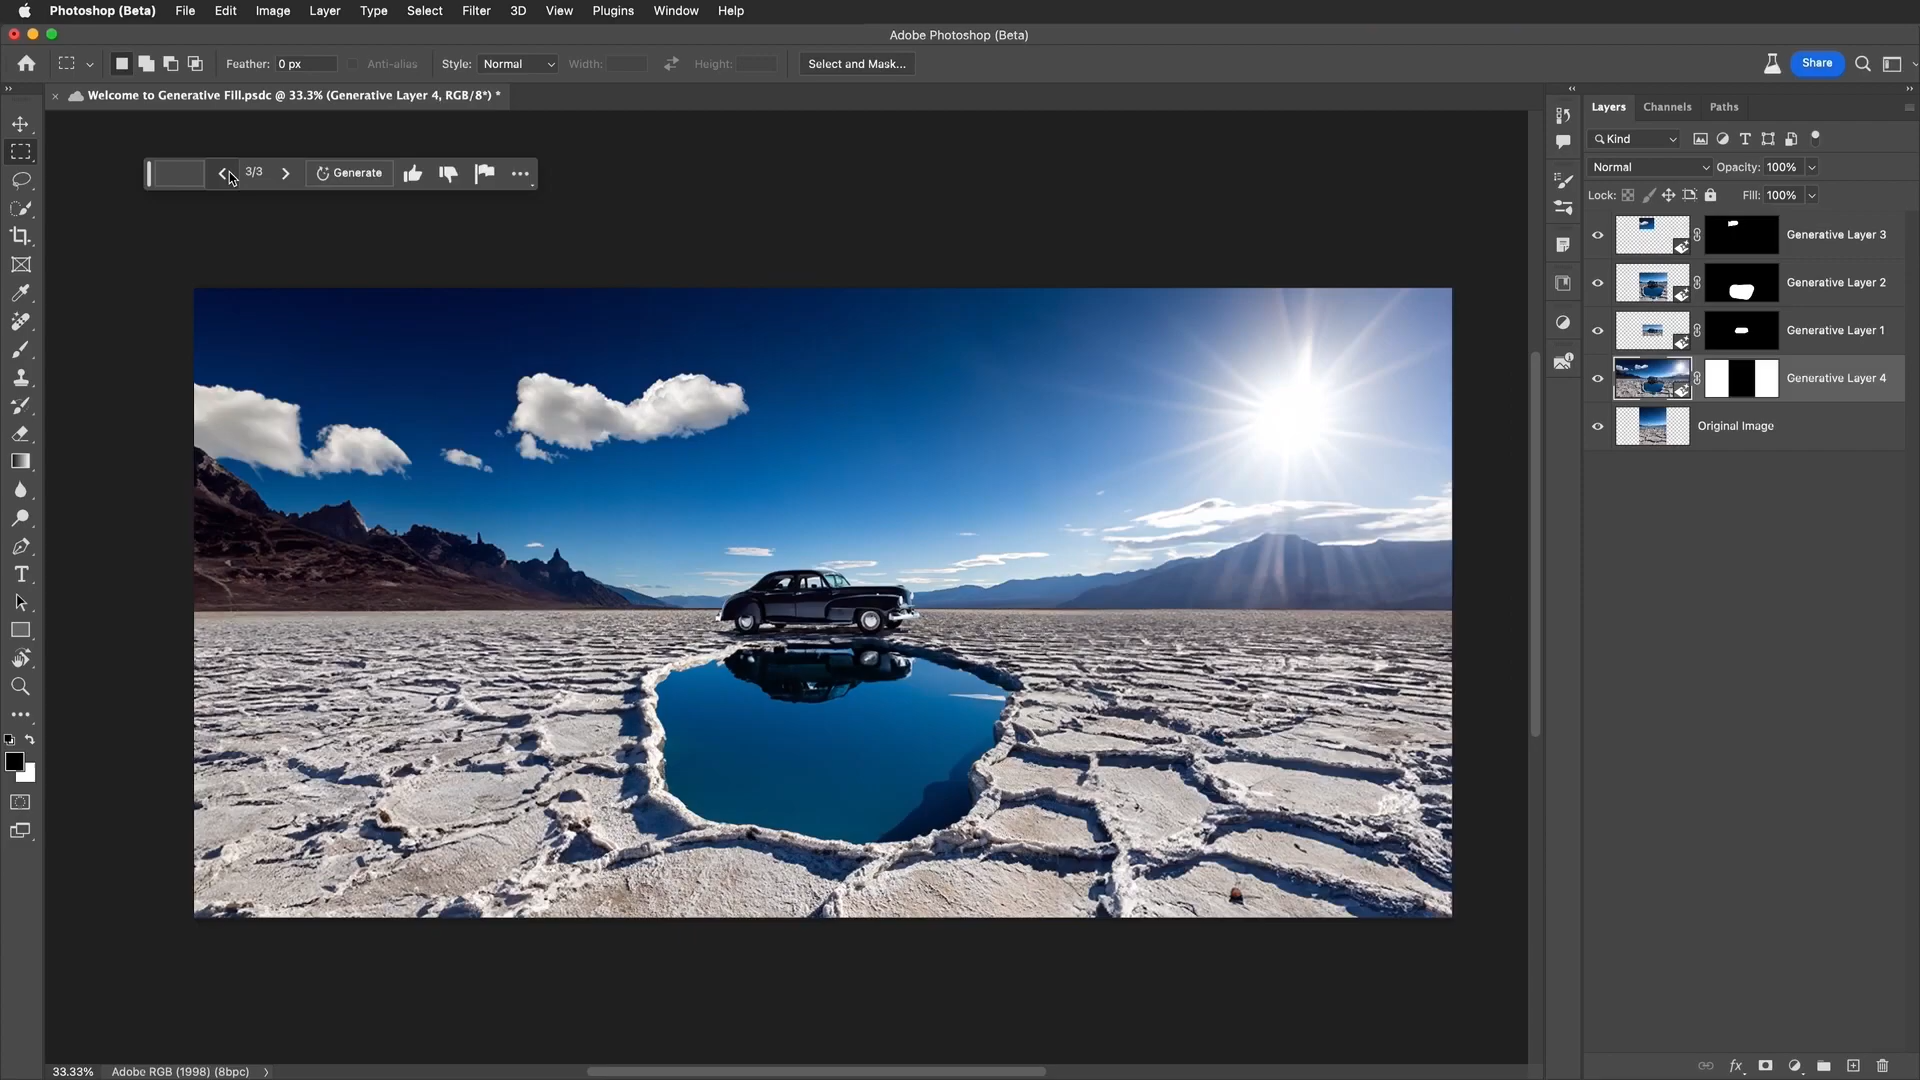 Photoshop (Beta) File Edit Image Layer Type Select Filter 3D View Plugins Window Help
Adobe Photoshop (Beta)
Feather: 0 px Anti-alias Style: Normal Width: Height: Select and Mask... Share
Welcome to Generative Fill.psdc @ 33.3% (Generative Layer 4, RGB/8*) *
Layers Channels Paths
Kind
Normal Opacity: 100%
Lock: Fill: 100%
3/3 Generate
Generative Layer 3
Generative Layer 2
Generative Layer 1
Generative Layer 4
Original Image
33.33% Adobe RGB (1998) (8bpc)